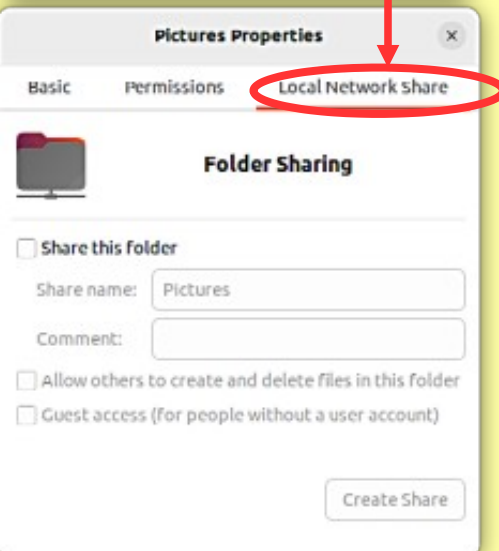 Pictures Properties
Basic Permissions Local Network Share
Folder Sharing
Share this folder
Share name: Pictures
Comment:
Allow others to create and delete files in this folder
Guest access (for people without a user account)
Create Share